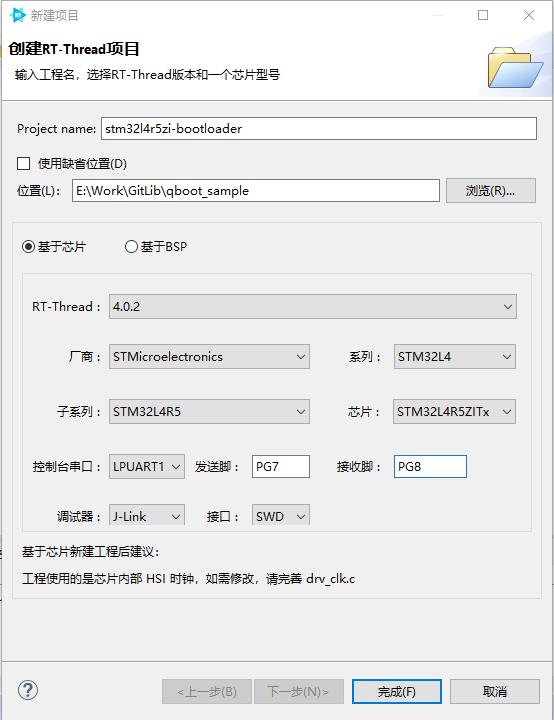 新建项目
创建RT-Thread项目
输入工程名，选择RT-Thread版本和一个芯片型号
Project name: stm32l4r5zi-bootloader
使用缺省位置(D)
位置(L): E:\Work\GitLib\qboot_sample 浏览(R)...
基于芯片 基于BSP
RT-Thread : 4.0.2
厂商 : STMicroelectronics 系列 : STM32L4
子系列 : STM32L4R5 芯片 : STM32L4R5ZITx
控制台串口 : LPUART1 发送脚 : PG7 接收脚 : PG8
调试器 : J-Link 接口 : SWD
基于芯片新建工程后建议:
工程使用的是芯片内部 HSI 时钟，如需修改，请完善 drv_clk.c
? <上一步(B) 下一步(N)> 完成(F) 取消